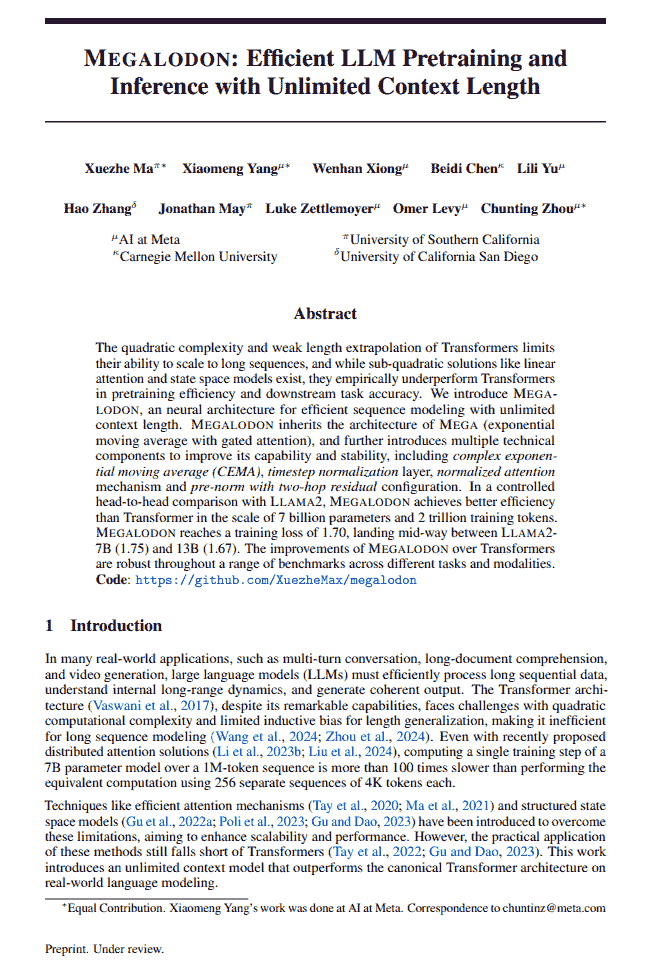 MEGALODON: Efficient LLM Pretraining and
Inference with Unlimited Context Length
Xuezhe Maπ∗ Xiaomeng Yangμ∗ Wenhan Xiongμ Beidi Chenκ Lili Yuμ
Hao Zhangδ Jonathan Mayπ Luke Zettlemoyerμ Omer Levyμ Chunting Zhouμ∗
μAI at Meta πUniversity of Southern California
κCarnegie Mellon University δUniversity of California San Diego
Abstract
The quadratic complexity and weak length extrapolation of Transformers limits
their ability to scale to long sequences, and while sub-quadratic solutions like linear
attention and state space models exist, they empirically underperform Transformers
in pretraining efficiency and downstream task accuracy. We introduce MEGA-
LODON, an neural architecture for efficient sequence modeling with unlimited
context length. MEGALODON inherits the architecture of MEGA (exponential
moving average with gated attention), and further introduces multiple technical
components to improve its capability and stability, including complex exponen-
tial moving average (CEMA), timestep normalization layer, normalized attention
mechanism and pre-norm with two-hop residual configuration. In a controlled
head-to-head comparison with LLAMA2, MEGALODON achieves better efficiency
than Transformer in the scale of 7 billion parameters and 2 trillion training tokens.
MEGALODON reaches a training loss of 1.70, landing mid-way between LLAMA2-
7B (1.75) and 13B (1.67). The improvements of MEGALODON over Transformers
are robust throughout a range of benchmarks across different tasks and modalities.
Code: https://github.com/XuezheMax/megalodon
1 Introduction
In many real-world applications, such as multi-turn conversation, long-document comprehension,
and video generation, large language models (LLMs) must efficiently process long sequential data,
understand internal long-range dynamics, and generate coherent output. The Transformer archi-
tecture (Vaswani et al., 2017), despite its remarkable capabilities, faces challenges with quadratic
computational complexity and limited inductive bias for length generalization, making it inefficient
for long sequence modeling (Wang et al., 2024; Zhou et al., 2024). Even with recently proposed
distributed attention solutions (Li et al., 2023b; Liu et al., 2024), computing a single training step of a
7B parameter model over a 1M-token sequence is more than 100 times slower than performing the
equivalent computation using 256 separate sequences of 4K tokens each.
Techniques like efficient attention mechanisms (Tay et al., 2020; Ma et al., 2021) and structured state
space models (Gu et al., 2022a; Poli et al., 2023; Gu and Dao, 2023) have been introduced to overcome
these limitations, aiming to enhance scalability and performance. However, the practical application
of these methods still falls short of Transformers (Tay et al., 2022; Gu and Dao, 2023). This work
introduces an unlimited context model that outperforms the canonical Transformer architecture on
real-world language modeling.
∗Equal Contribution. Xiaomeng Yang's work was done at AI at Meta. Correspondence to chuntinz@meta.com
Preprint. Under review.